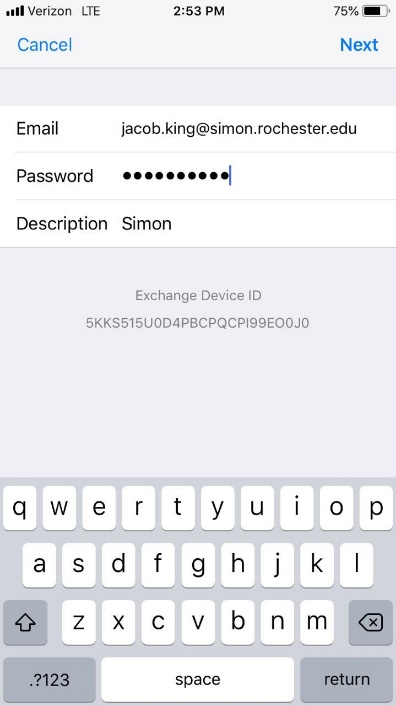 Verizon LTE 2:53 PM 75%
Cancel Next
Email jacob.king@simon.rochester.edu
Password ●●●●●●●●●●
Description Simon
Exchange Device ID
5KKS515U0D4PBCPQCPI99EO0J0
q w e r t y u i o p
a s d f g h j k l
z x c v b n m
.?123 space return